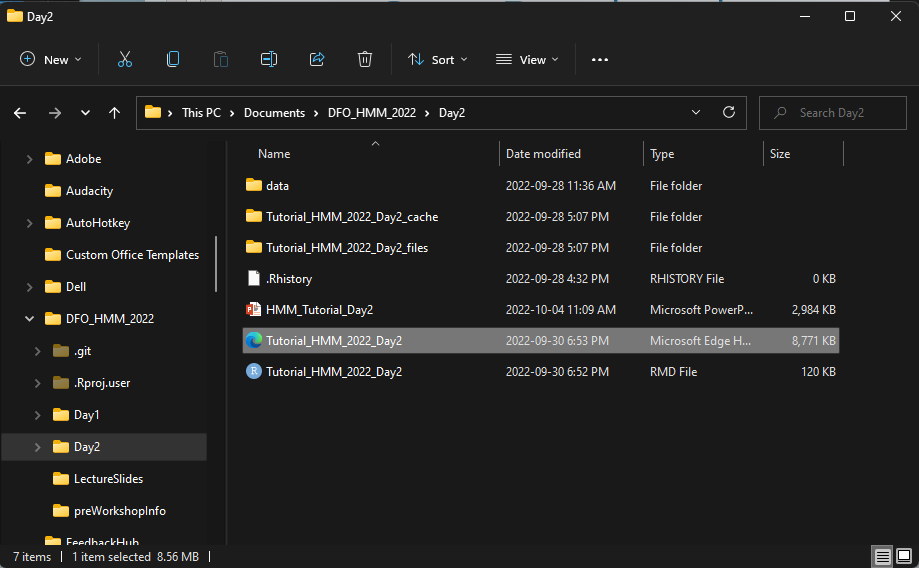 Day2
New Sort View
This PC Documents DFO_HMM_2022 Day2 Search Day2
Adobe
Audacity
AutoHotkey
Custom Office Templates
Dell
DFO_HMM_2022
.git
.Rproj.user
Day1
Day2
LectureSlides
preWorkshopInfo
FeedbackHub
Name Date modified Type Size
data 2022-09-28 11:36 AM File folder
Tutorial_HMM_2022_Day2_cache 2022-09-28 5:07 PM File folder
Tutorial_HMM_2022_Day2_files 2022-09-28 5:07 PM File folder
.Rhistory 2022-09-28 4:32 PM RHISTORY File 0 KB
HMM_Tutorial_Day2 2022-10-04 11:09 AM Microsoft PowerP... 2,984 KB
Tutorial_HMM_2022_Day2 2022-09-30 6:53 PM Microsoft Edge H... 8,771 KB
R Tutorial_HMM_2022_Day2 2022-09-30 6:52 PM RMD File 120 KB
7 items 1 item selected 8.56 MB